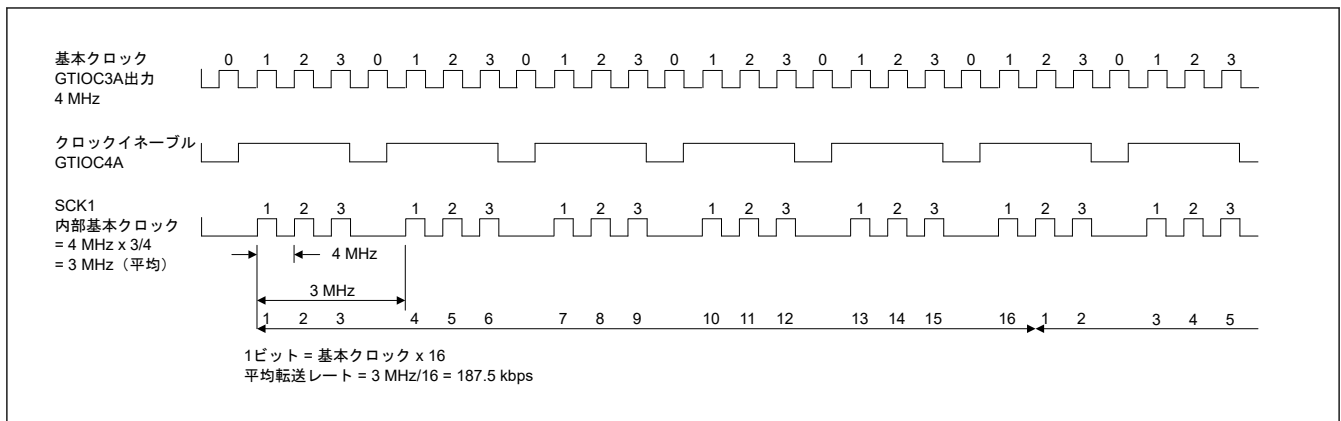 基本クロック
GTIOC3A出力
4 MHz
0 1 2 3 0 1 2 3 0 1 2 3 0 1 2 3 0 1 2 3 0 1 2 3 0 1 2 3
クロックイネーブル
GTIOC4A
SCK1
内部基本クロック
= 4 MHz x 3/4
= 3 MHz（平均）
1 2 3 1 2 3 1 2 3 1 2 3 1 2 3 1 2 3 1 2 3
4 MHz
3 MHz
1 2 3 4 5 6 7 8 9 10 11 12 13 14 15 16 1 2 3 4 5
1ビット = 基本クロック x 16
平均転送レート = 3 MHz/16 = 187.5 kbps